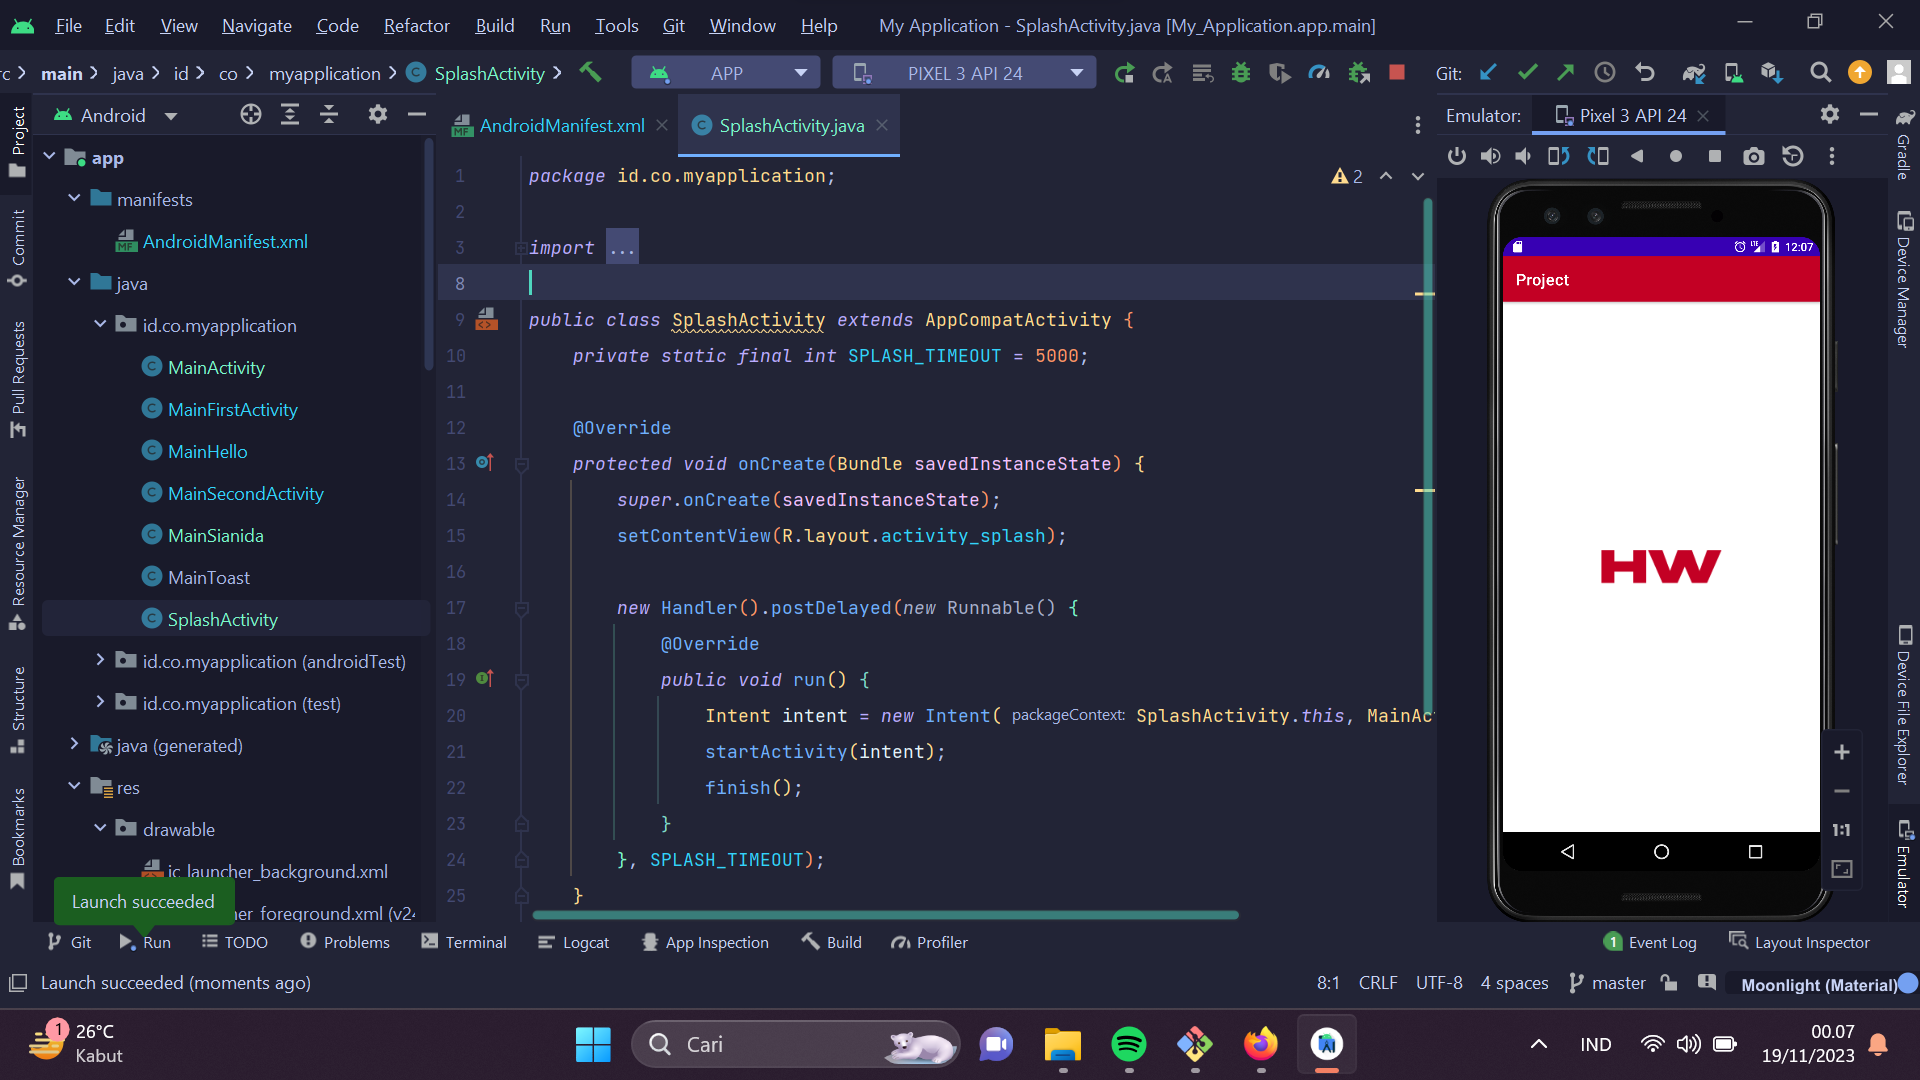 File Edit View Navigate Code Refactor Build Run Tools Git Window Help My Application - SplashActivity.java [My_Application.app.main]
rc main java id co myapplication SplashActivity APP PIXEL 3 API 24 Git:
Android
AndroidManifest.xml SplashActivity.java
Emulator: Pixel 3 API 24
Project
Commit
Pull Requests
Resource Manager
Structure
Bookmarks
app
manifests
AndroidManifest.xml
java
id.co.myapplication
MainActivity
MainFirstActivity
MainHello
MainSecondActivity
MainSianida
MainToast
SplashActivity
id.co.myapplication (androidTest)
id.co.myapplication (test)
java (generated)
res
drawable
ic_launcher_background.xml
her_foreground.xml (v24
Launch succeeded
1 package id.co.myapplication;
2
2
3 import ...
8
9 public class SplashActivity extends AppCompatActivity {
10 private static final int SPLASH_TIMEOUT = 5000;
11
12 @Override
13 protected void onCreate(Bundle savedInstanceState) {
14 super.onCreate(savedInstanceState);
15 setContentView(R.layout.activity_splash);
16
17 new Handler().postDelayed(new Runnable() {
18 @Override
19 public void run() {
20 Intent intent = new Intent( packageContext: SplashActivity.this, MainAc
21 startActivity(intent);
22 finish();
23 }
24 }, SPLASH_TIMEOUT);
25 }
LTE 12:07
Project
HW
1:1
Gradle
Device Manager
Device File Explorer
Emulator
Git Run TODO Problems Terminal Logcat App Inspection Build Profiler 1 Event Log Layout Inspector
Launch succeeded (moments ago) 8:1 CRLF UTF-8 4 spaces master Moonlight (Material)
1
26°C
Kabut
Cari
IND
00.07
19/11/2023